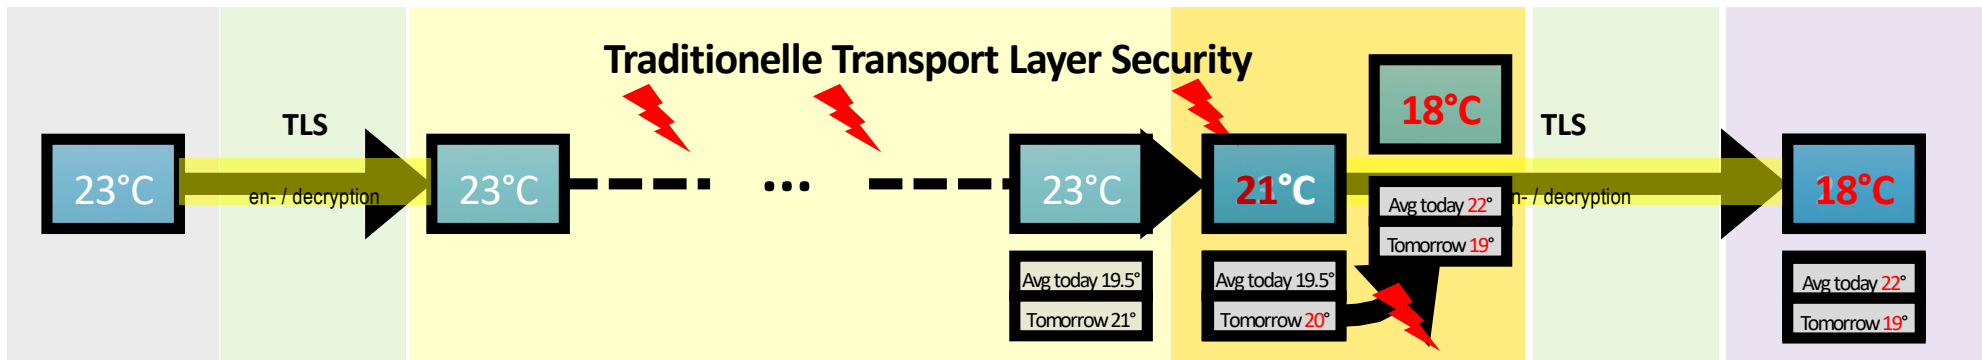 Traditionelle Transport Layer Security
TLS
en- / decryption
23°C
23°C
...
23°C
Avg today 19.5°
Tomorrow 21°
21°C
Avg today 19.5°
Tomorrow 20°
18°C
Avg today 22°
Tomorrow 19°
TLS
n- / decryption
18°C
Avg today 22°
Tomorrow 19°